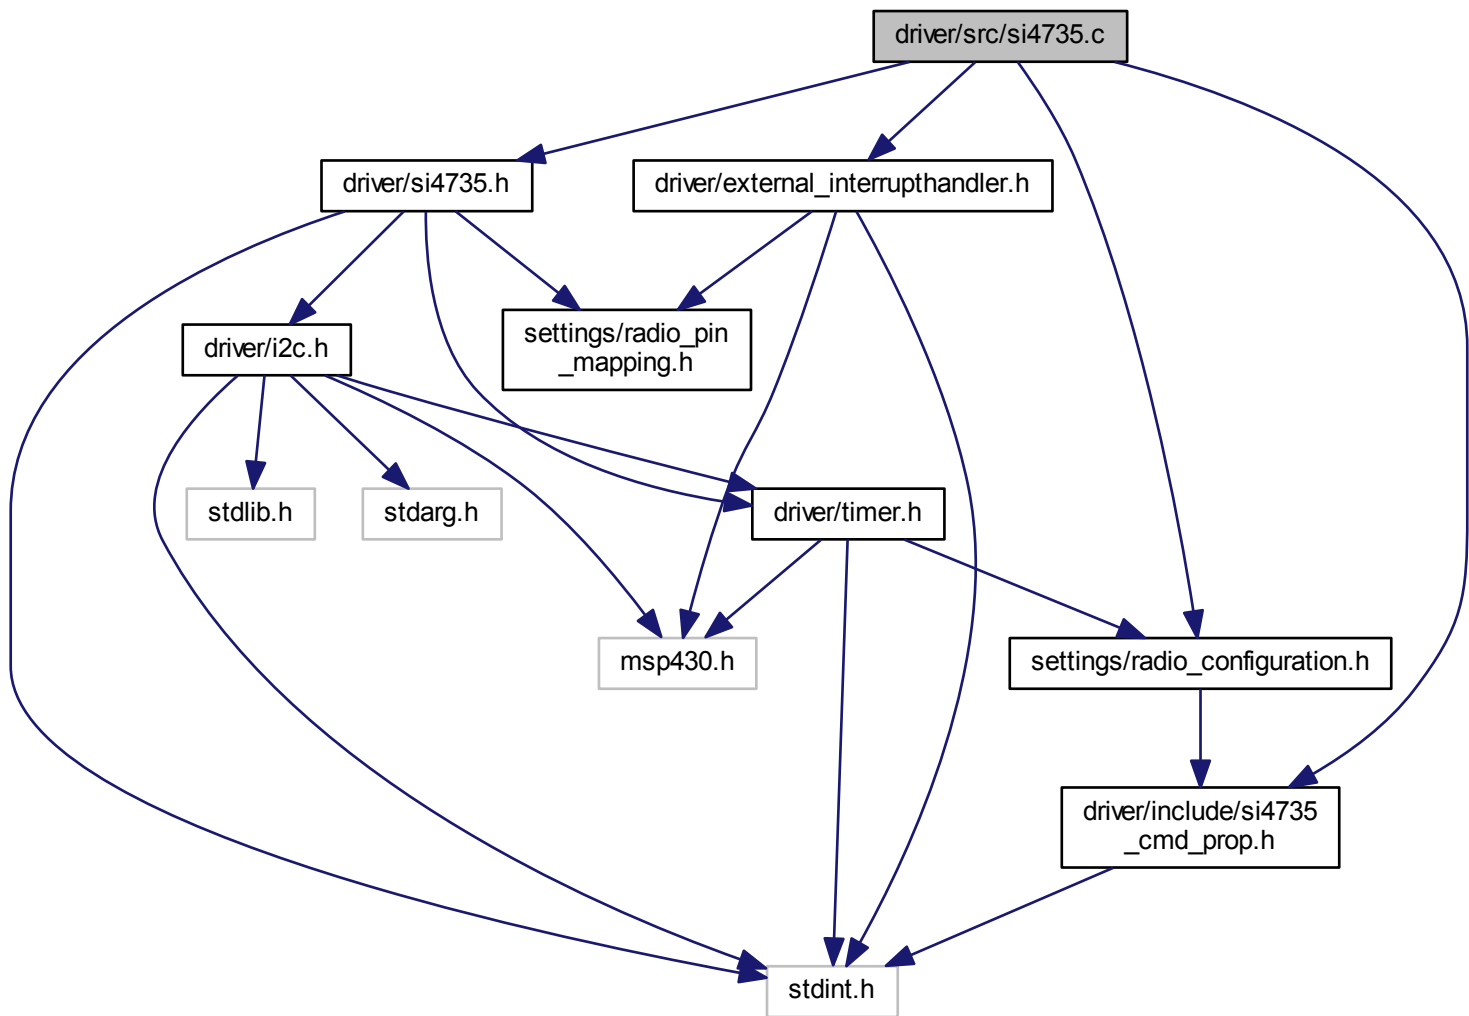 driver/src/si4735.c
driver/si4735.h
driver/external_interrupthandler.h
settings/radio_pin
_mapping.h
driver/i2c.h
stdlib.h
stdarg.h
driver/timer.h
msp430.h
settings/radio_configuration.h
driver/include/si4735
_cmd_prop.h
stdint.h